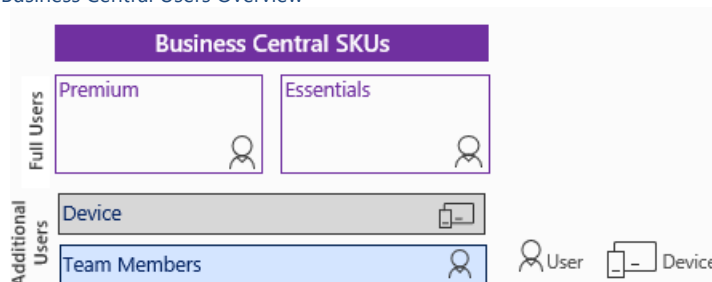 Business Central Users Overview
Business Central SKUs
Full Users
Premium
Essentials
Additional
Users
Device
Team Members
User
Device